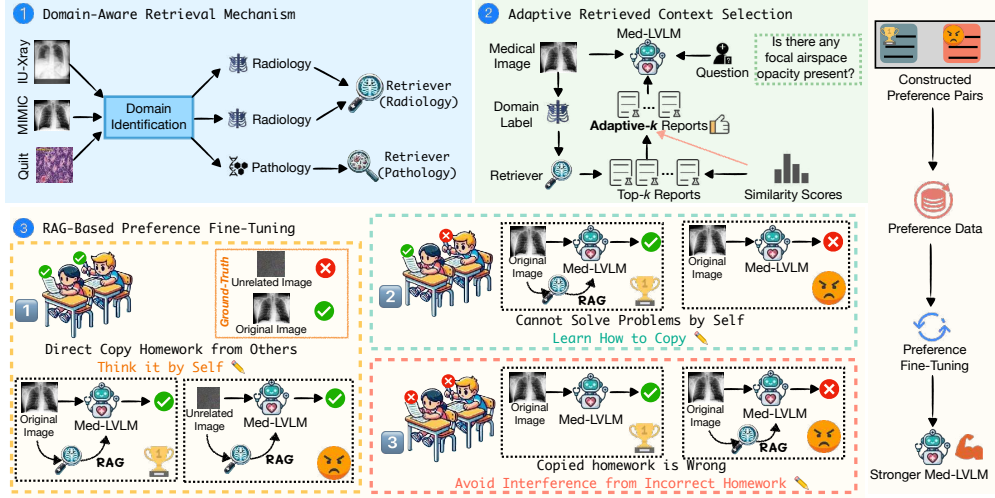 1 Domain-Aware Retrieval Mechanism
IU-Xray
MIMIC
Quilt
Domain
Identification
Radiology
Radiology
Pathology
Retriever
(Radiology)
Retriever
(Pathology)
2 Adaptive Retrieved Context Selection
Medical
Image
Med-LVLM
Question
Is there any
focal airspace
opacity present?
Domain
Label
Adaptive-k Reports
Retriever
Top-k Reports
Similarity Scores
3 RAG-Based Preference Fine-Tuning
1
Ground-Truth
Unrelated Image
Original Image
Direct Copy Homework from Others
Think it by Self
Original
Image
Med-LVLM
RAG
1
Unrelated
Image
Med-LVLM
RAG
2
Original
Image
Med-LVLM
RAG
1
Original
Image
Med-LVLM
Cannot Solve Problems by Self
Learn How to Copy
3
Original
Image
Med-LVLM
1
Original
Image
Med-LVLM
RAG
Copied homework is Wrong
Avoid Interference from Incorrect Homework
Constructed
Preference Pairs
Preference Data
Preference
Fine-Tuning
Stronger Med-LVLM